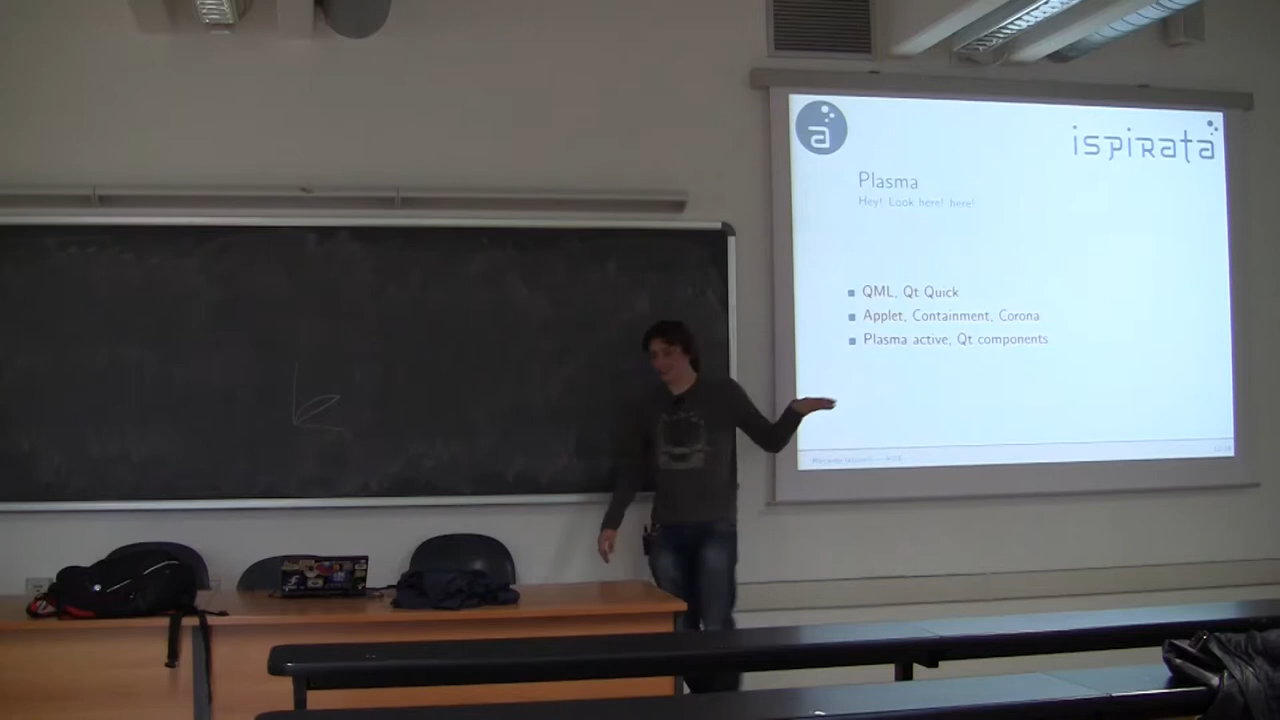 a
ispirata
Plasma
Hey! Look here! here!
QML, Qt Quick
Applet, Containment, Corona
Plasma active, Qt components